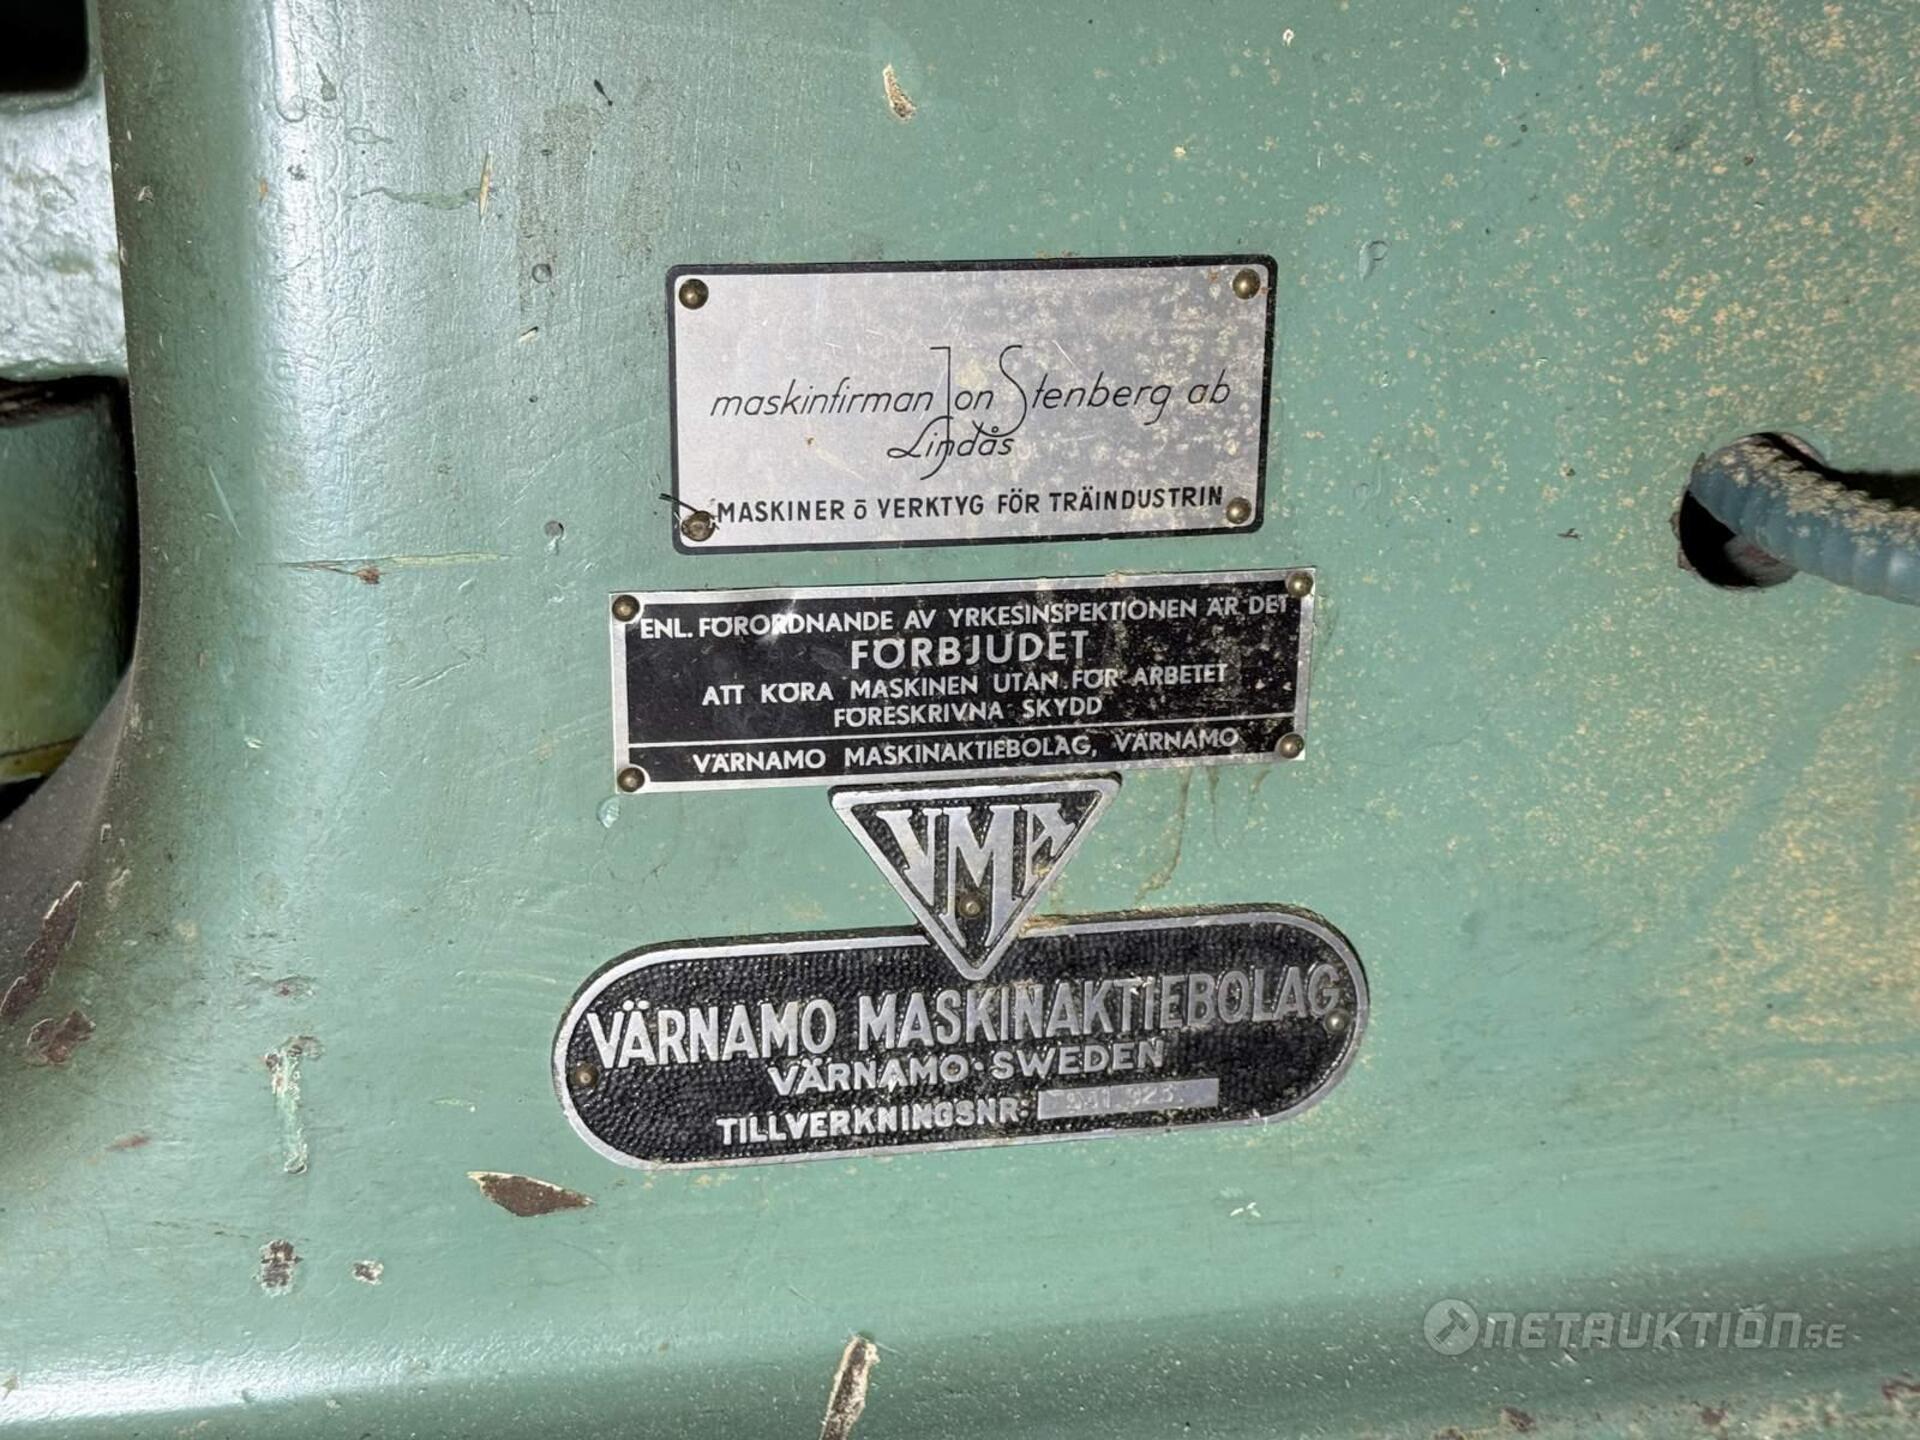 maskinfirman Jon Stenberg ab
Lindås
MASKINER ō VERKTYG FÖR TRÄINDUSTRIN
ENL. FÖRORDNANDE AV YRKESINSPEKTIONEN ÄR DET
FÖRBJUDET
ATT KÖRA MASKINEN UTAN FÖR ARBETET
FÖRESKRIVNA SKYDD
VÄRNAMO MASKINAKTIEBOLAG, VÄRNAMO
VMA
VÄRNAMO MASKINAKTIEBOLAG
VÄRNAMO·SWEDEN
TILLVERKNINGSNR:
NETAUKTION.SE